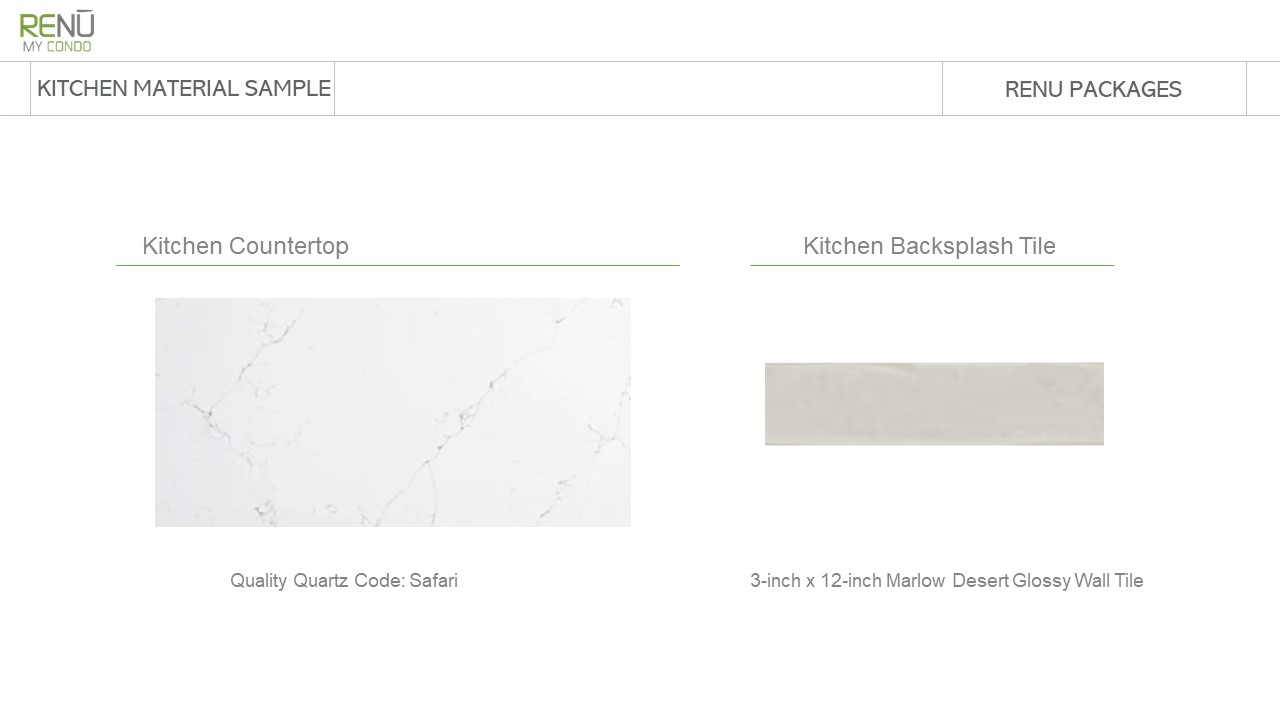 RENŪ
MY CONDO
KITCHEN MATERIAL SAMPLE
RENU PACKAGES
Kitchen Countertop
Kitchen Backsplash Tile
Quality Quartz Code: Safari
3-inch x 12-inch Marlow Desert Glossy Wall Tile